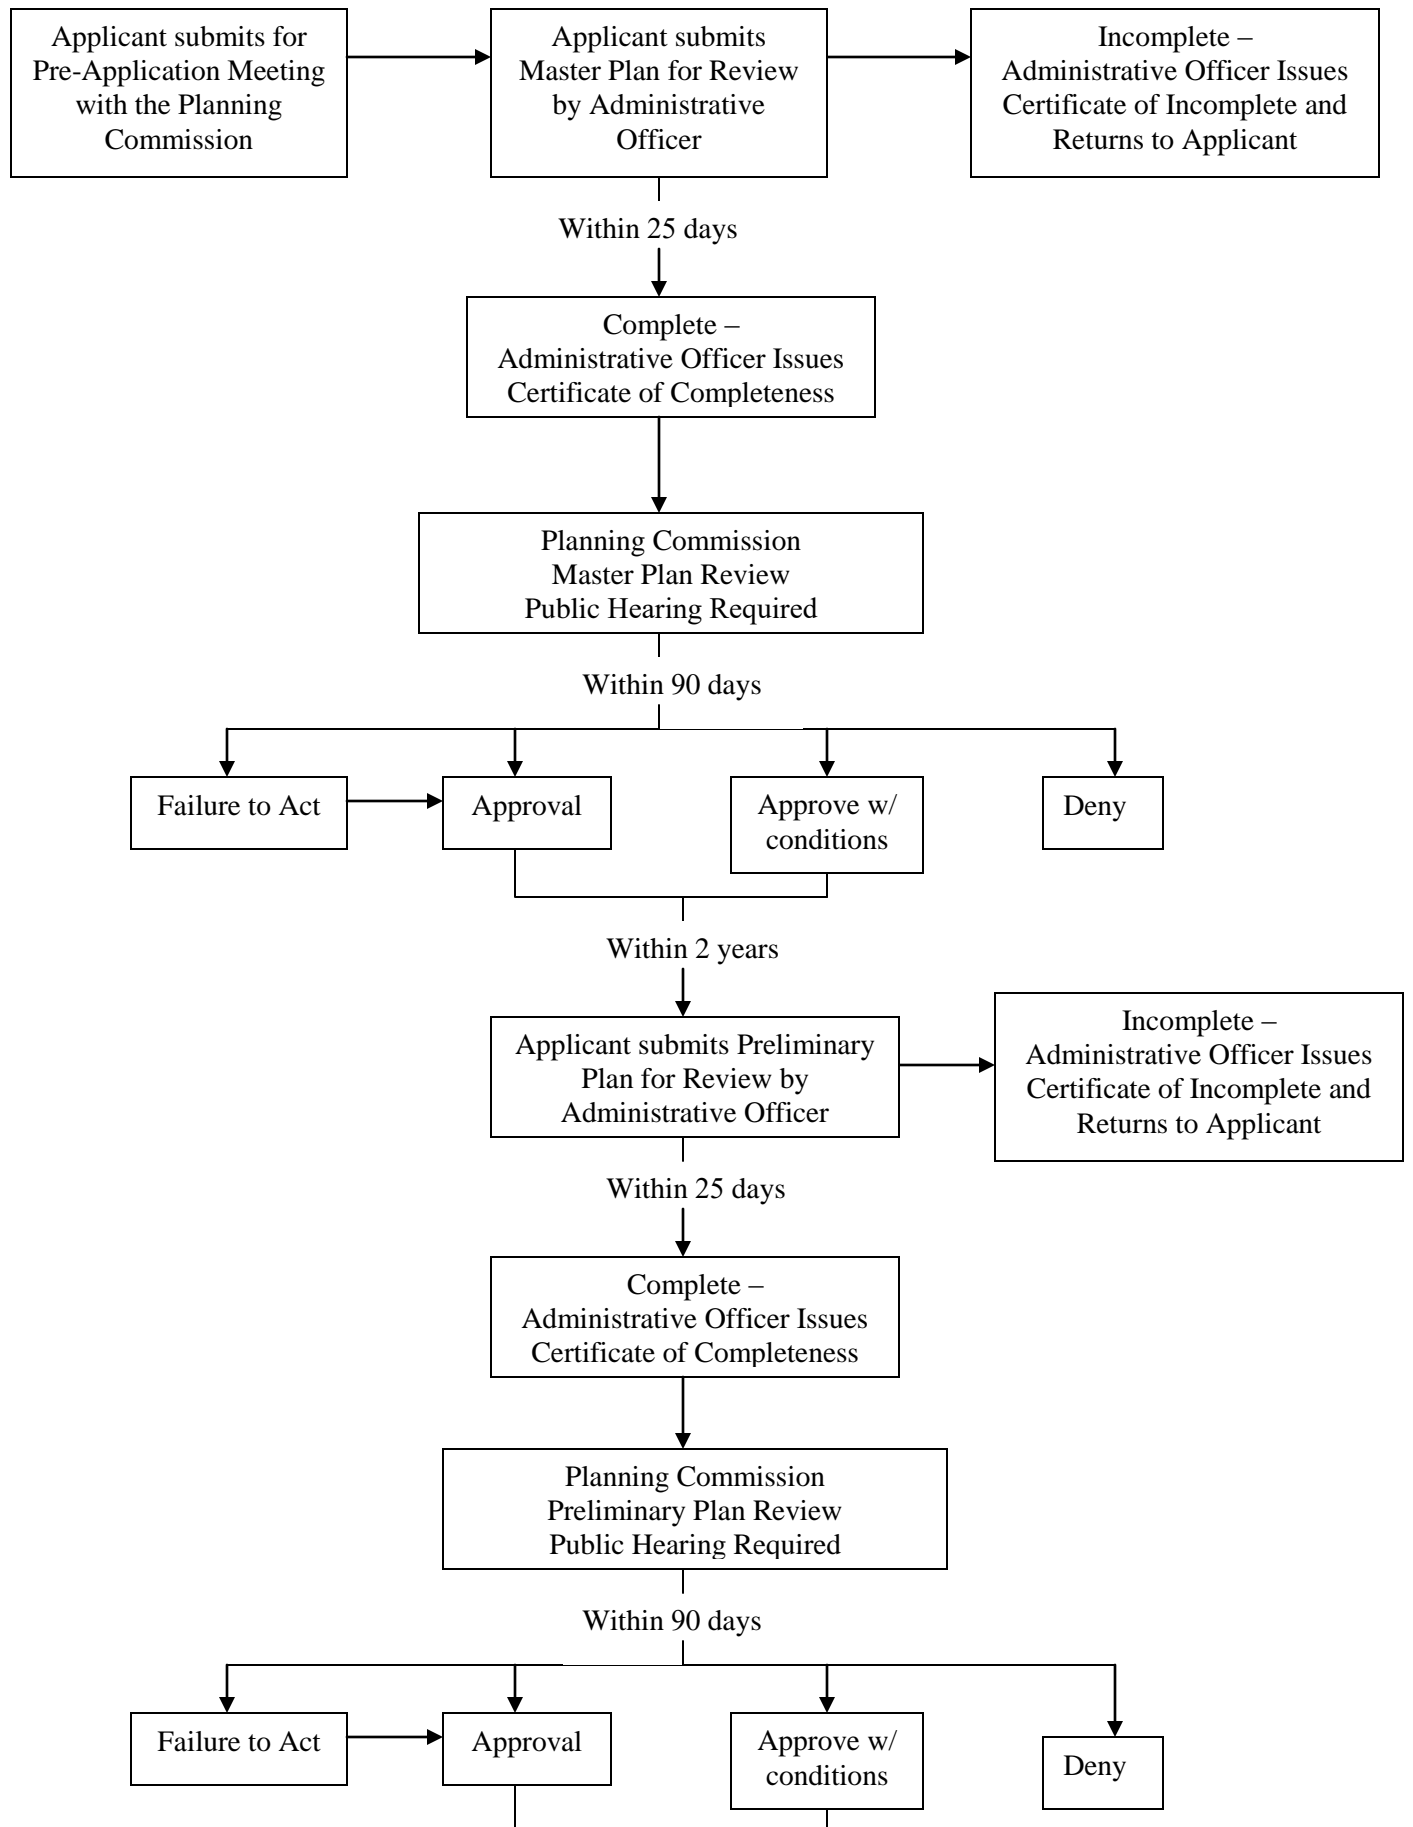 Applicant submits for
Pre-Application Meeting
with the Planning
Commission
Applicant submits
Master Plan for Review
by Administrative
Officer
Incomplete –
Administrative Officer Issues
Certificate of Incomplete and
Returns to Applicant
Within 25 days
Complete –
Administrative Officer Issues
Certificate of Completeness
Planning Commission
Master Plan Review
Public Hearing Required
Within 90 days
Failure to Act
Approval
Approve w/
conditions
Deny
Within 2 years
Applicant submits Preliminary
Plan for Review by
Administrative Officer
Incomplete –
Administrative Officer Issues
Certificate of Incomplete and
Returns to Applicant
Within 25 days
Complete –
Administrative Officer Issues
Certificate of Completeness
Planning Commission
Preliminary Plan Review
Public Hearing Required
Within 90 days
Failure to Act
Approval
Approve w/
conditions
Deny